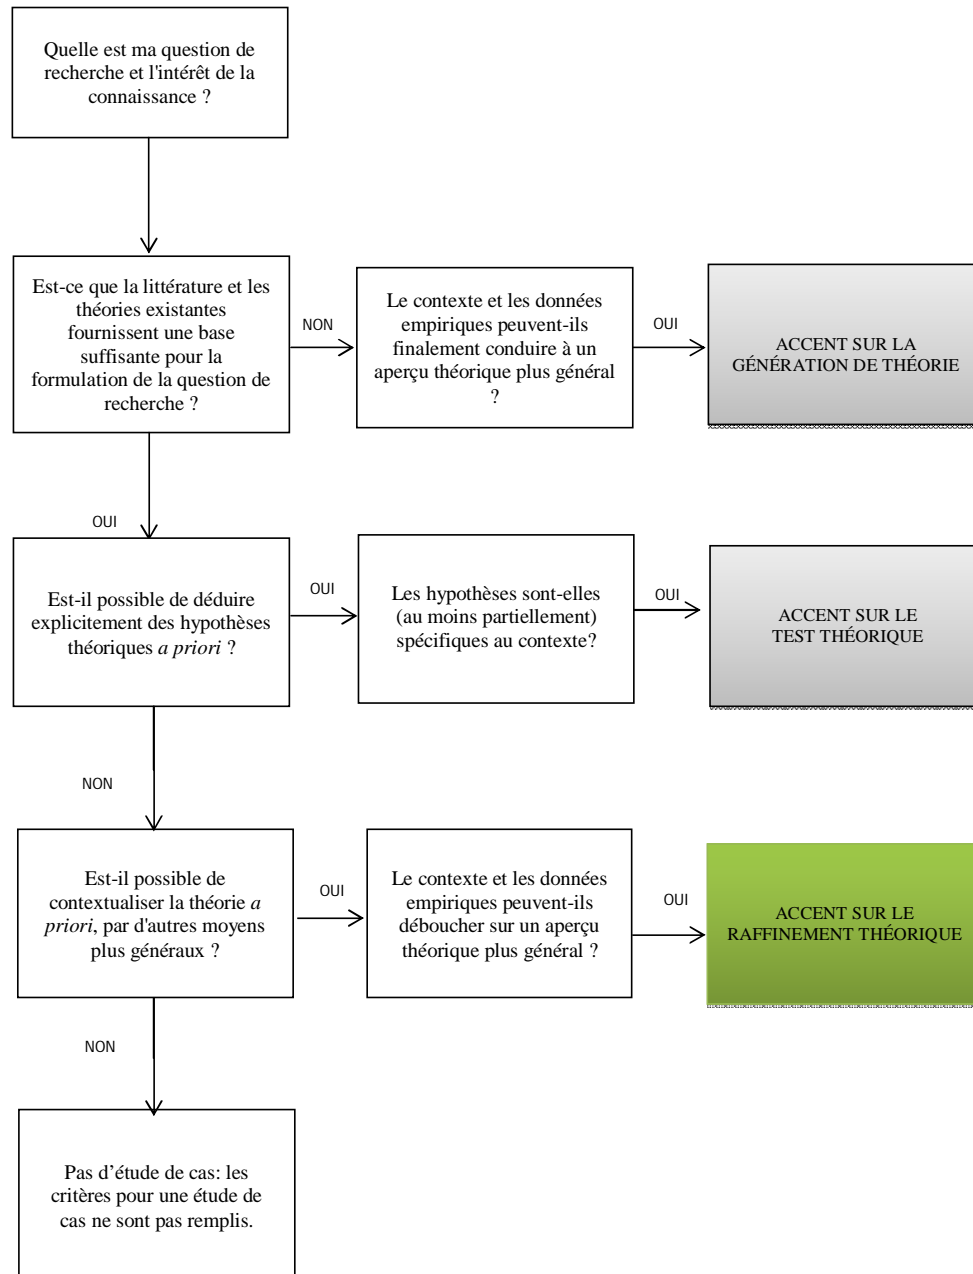 Quelle est ma question de
recherche et l'intérêt de la
connaissance ?
Est-ce que la littérature et les
théories existantes
fournissent une base
suffisante pour la
formulation de la question de
recherche ?
NON
Le contexte et les données
empiriques peuvent-ils
finalement conduire à un
aperçu théorique plus général
?
OUI
ACCENT SUR LA
GÉNÉRATION DE THÉORIE
OUI
Est-il possible de déduire
explicitement des hypothèses
théoriques a priori ?
OUI
Les hypothèses sont-elles
(au moins partiellement)
spécifiques au contexte?
OUI
ACCENT SUR LE
TEST THÉORIQUE
NON
Est-il possible de
contextualiser la théorie a
priori, par d'autres moyens
plus généraux ?
OUI
Le contexte et les données
empiriques peuvent-ils
déboucher sur un aperçu
théorique plus général ?
OUI
ACCENT SUR LE
RAFFINEMENT THÉORIQUE
NON
Pas d’étude de cas: les
critères pour une étude de
cas ne sont pas remplis.